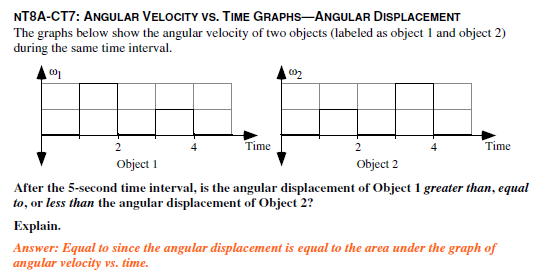 NT8A-CT7: ANGULAR VELOCITY VS. TIME GRAPHS—ANGULAR DISPLACEMENT
The graphs below show the angular velocity of two objects (labeled as object 1 and object 2)
during the same time interval.
ω1
ω2
2 4 Time
2 4 Time
Object 1
Object 2
After the 5-second time interval, is the angular displacement of Object 1 greater than, equal
to, or less than the angular displacement of Object 2?
Explain.
Answer: Equal to since the angular displacement is equal to the area under the graph of
angular velocity vs. time.